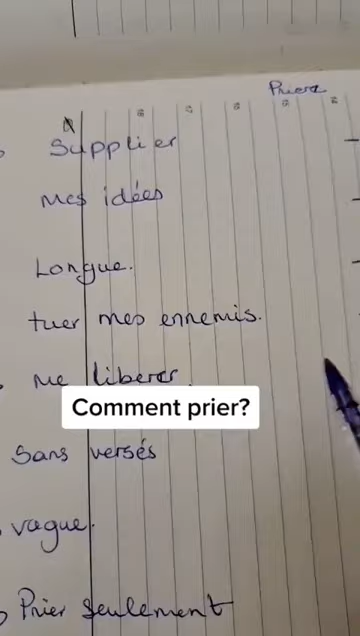 Prière
Supplier
mes idées
Longue.
tuer mes ennemis.
me libérer.
Comment prier?
Sans versés
vague.
Prier seulement